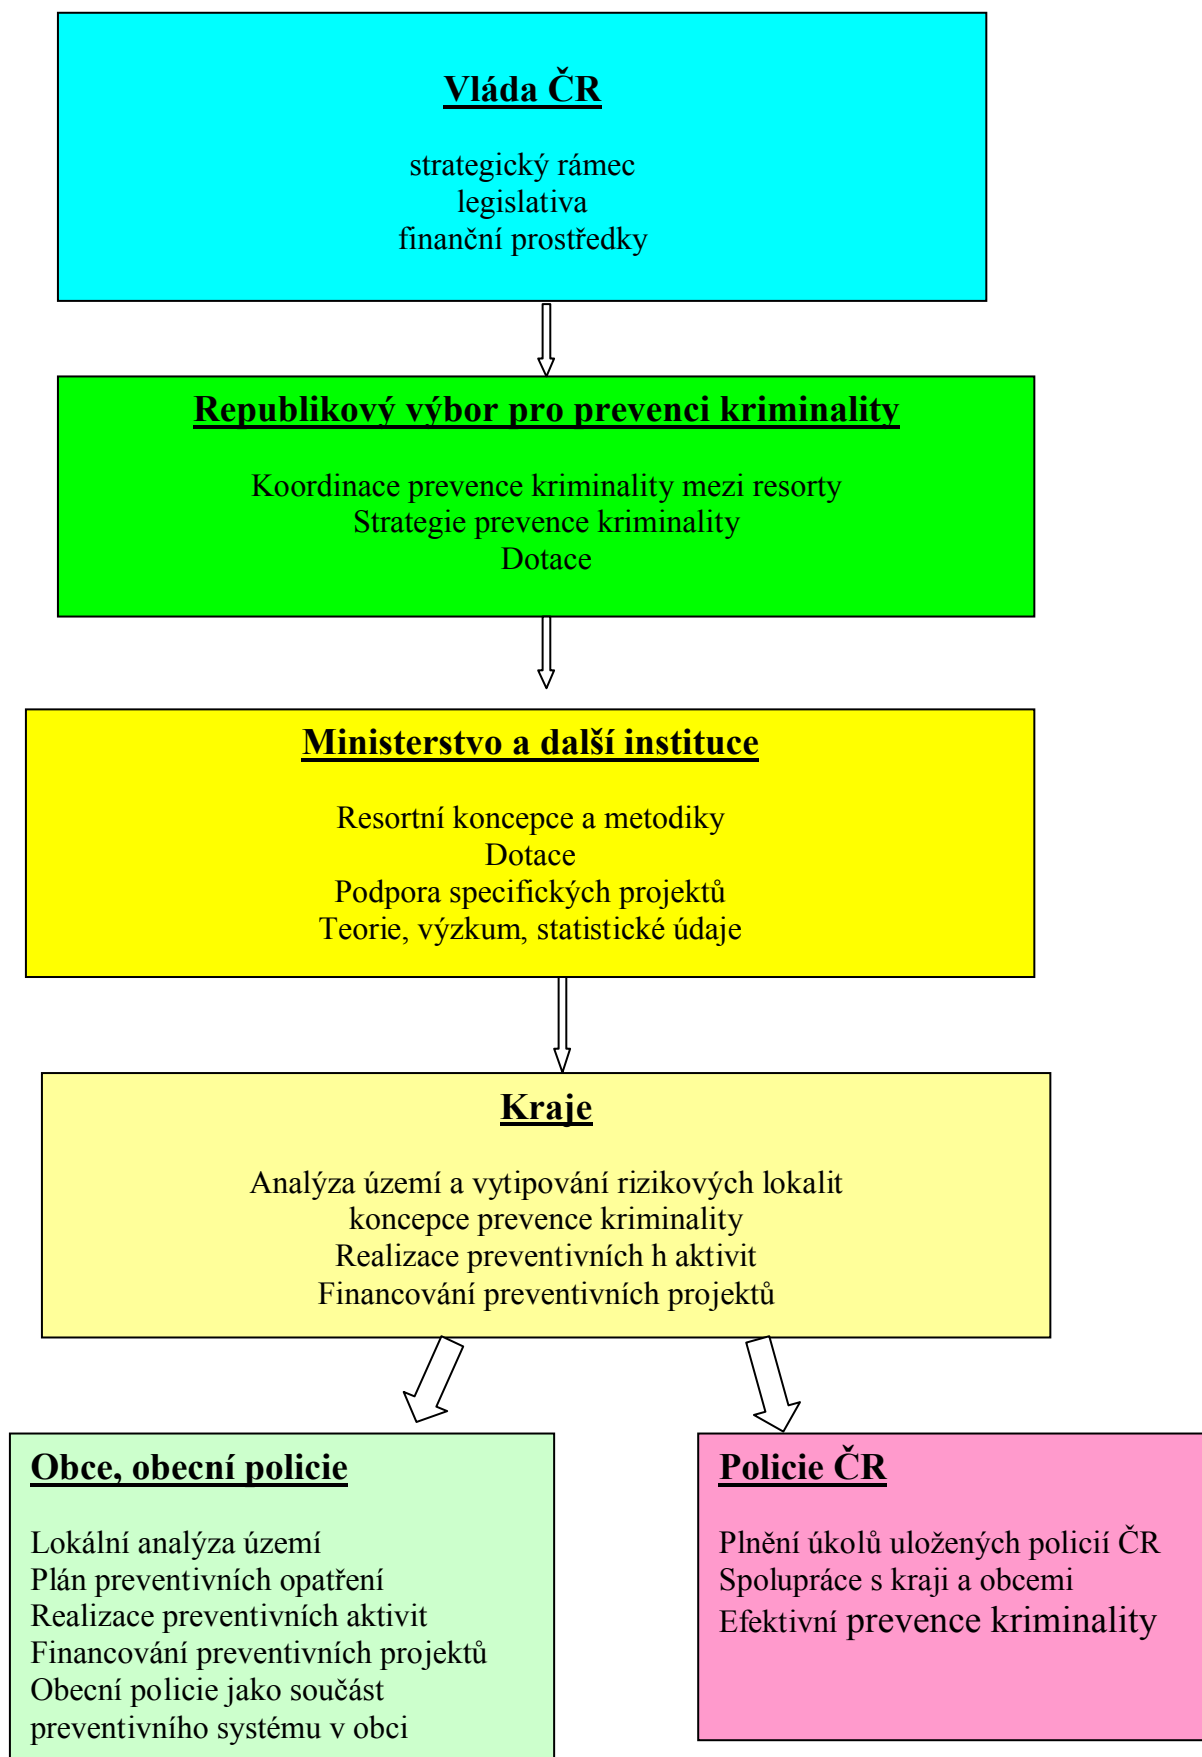 Vláda ČR
strategický rámec
legislativa
finanční prostředky
Republikový výbor pro prevenci kriminality
Koordinace prevence kriminality mezi resorty
Strategie prevence kriminality
Dotace
Ministerstvo a další instituce
Resortní koncepce a metodiky
Dotace
Podpora specifických projektů
Teorie, výzkum, statistické údaje
Kraje
Analýza území a vytipování rizikových lokalit
koncepce prevence kriminality
Realizace preventivních h aktivit
Financování preventivních projektů
Obce, obecní policie
Lokální analýza území
Plán preventivních opatření
Realizace preventivních aktivit
Financování preventivních projektů
Obecní policie jako součást
preventivního systému v obci
Policie ČR
Plnění úkolů uložených policií ČR
Spolupráce s kraji a obcemi
Efektivní prevence kriminality